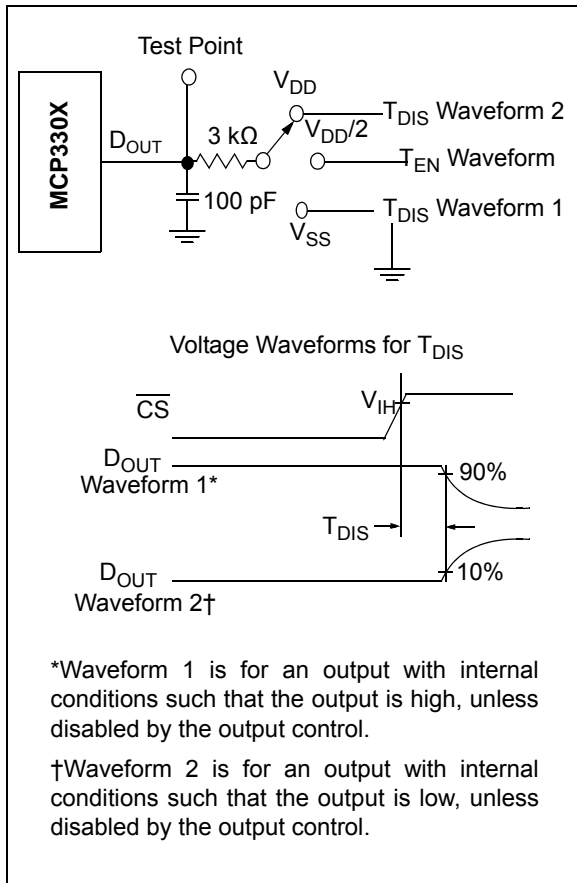 Test Point
MCP330X
DOUT
3 kΩ
100 pF
VDD
TDIS Waveform 2
VDD/2
TEN Waveform
TDIS Waveform 1
VSS
Voltage Waveforms for TDIS
CS
VIH
DOUT
Waveform 1*
90%
TDIS
DOUT
Waveform 2†
10%
*Waveform 1 is for an output with internal
conditions such that the output is high, unless
disabled by the output control.
†Waveform 2 is for an output with internal
conditions such that the output is low, unless
disabled by the output control.